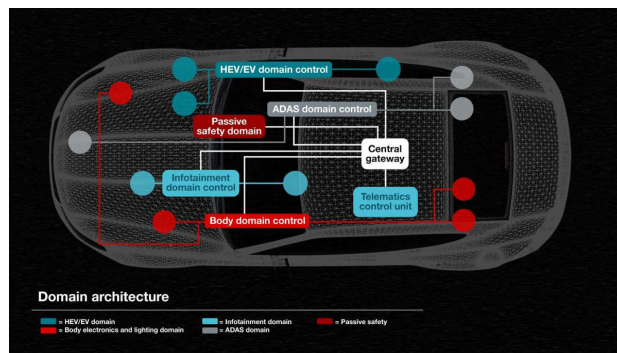 HEV/EV domain control
ADAS domain control
Passive
safety domain
Central
gateway
Infotainment
domain control
Telematics
control unit
Body domain control
Domain architecture
= HEV/EV domain
= Infotainment domain
= Passive safety
= Body electronics and lighting domain
= ADAS domain